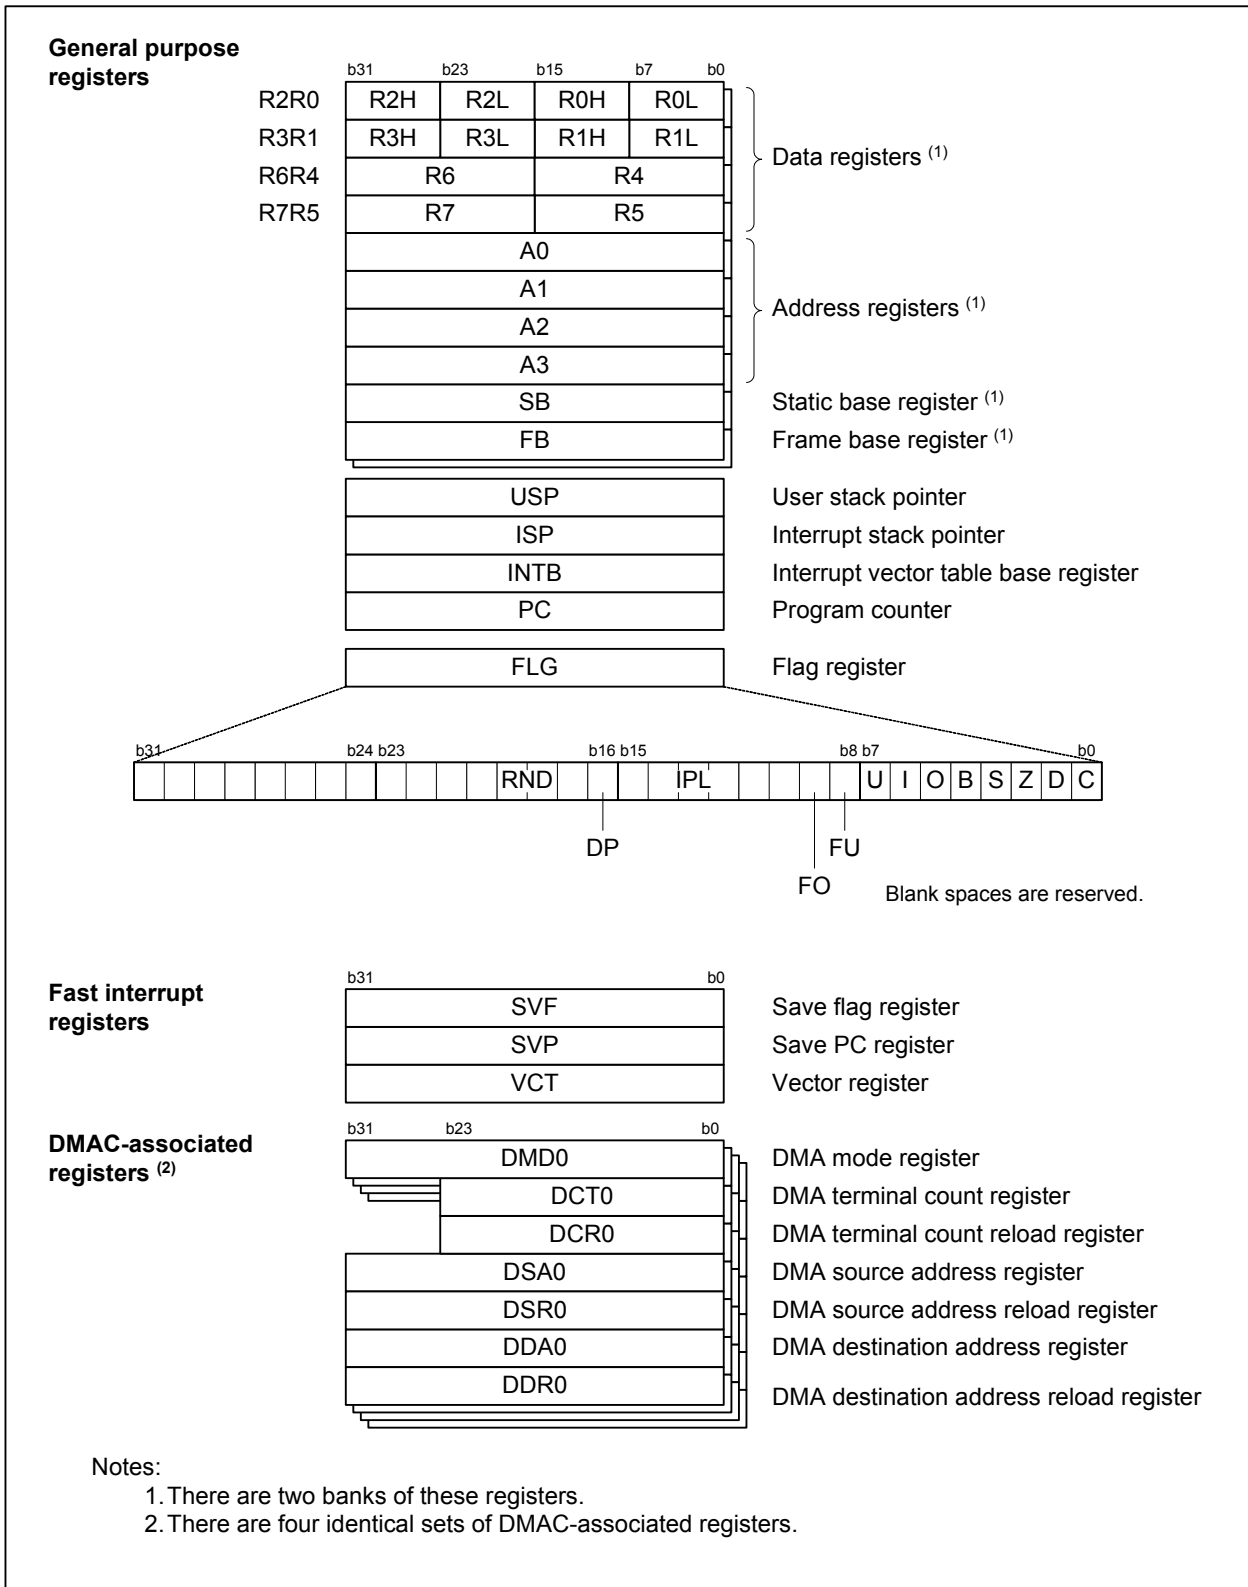 General purpose
registers
b31 b23 b15 b7 b0
R2R0 R2H R2L R0H R0L
R3R1 R3H R3L R1H R1L
Data registers (1)
R6R4 R6 R4
R7R5 R7 R5
A0
A1
Address registers (1)
A2
A3
SB Static base register (1)
FB Frame base register (1)
USP User stack pointer
ISP Interrupt stack pointer
INTB Interrupt vector table base register
PC Program counter
FLG Flag register
b31 b24 b23 b16 b15 b8 b7 b0
RND IPL U I O B S Z D C
DP FU
FO
Blank spaces are reserved.
Fast interrupt
registers
b31 b0
SVF Save flag register
SVP Save PC register
VCT Vector register
DMAC-associated
registers (2)
b31 b23 b0
DMD0 DMA mode register
DCT0 DMA terminal count register
DCR0 DMA terminal count reload register
DSA0 DMA source address register
DSR0 DMA source address reload register
DDA0 DMA destination address register
DDR0 DMA destination address reload register
Notes:
1. There are two banks of these registers.
2. There are four identical sets of DMAC-associated registers.